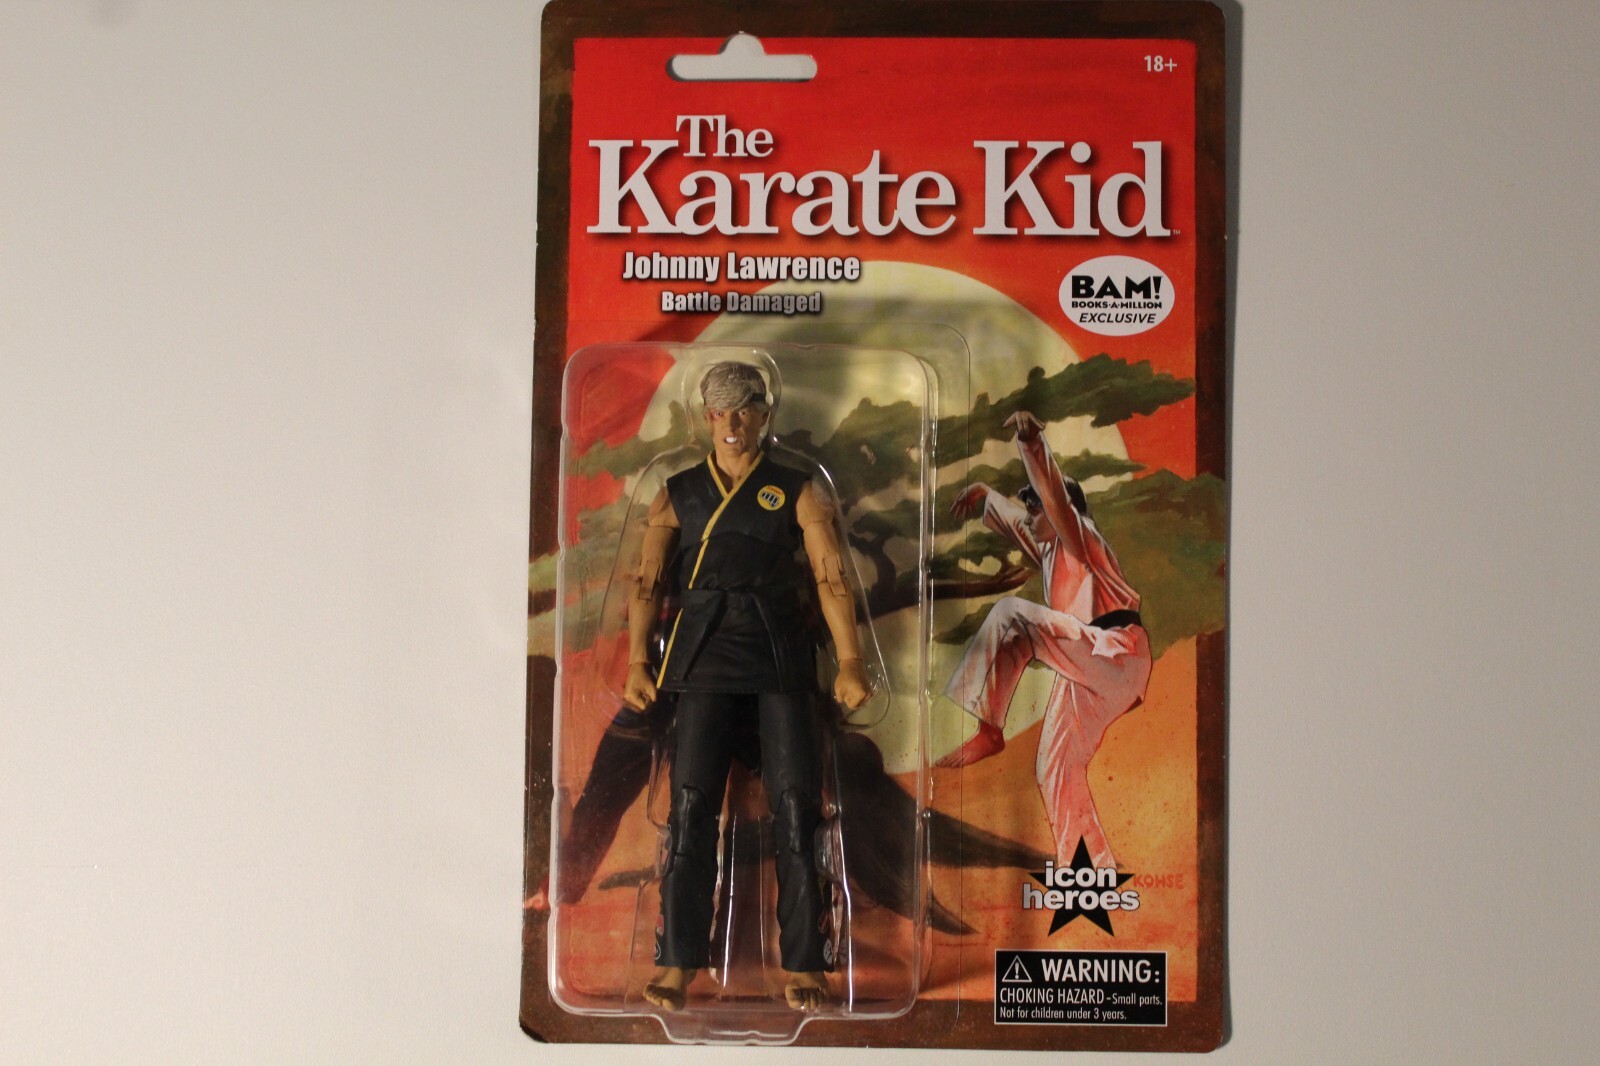 18+
The
Karate Kid™
Johnny Lawrence
Battle Damaged
BAM!
BOOKS·A·MILLION
EXCLUSIVE
icon
heroes
KOHSE
WARNING:
CHOKING HAZARD - Small parts.
Not for children under 3 years.